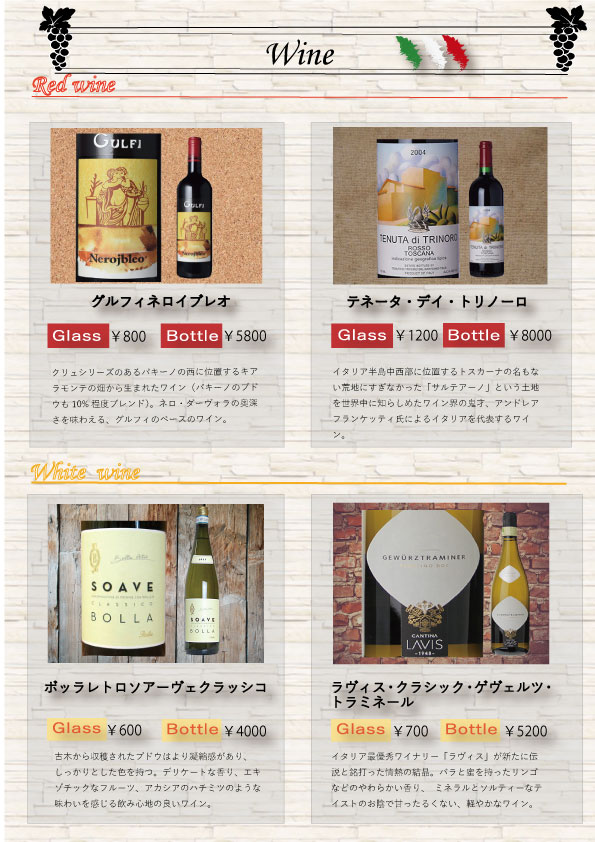 Wine
Red wine
GULFI
GULFI
Nerojbleo
2004
TENUTA di TRINORO
ROSSO
TOSCANA
TENUTA di TRINORO
グルフィネロイブレオ
Glass ¥800 Bottle ¥5800
クリュシリーズのあるパキーノの西に位置するキア
ラモンテの畑から生まれたワイン（パキーノのブド
ウも10%程度ブレンド）。ネロ・ダーヴォラの奥深
さを味わえる、グルフィのベースのワイン。
テネータ・デイ・トリノーロ
Glass ¥1200 Bottle ¥8000
イタリア半島中西部に位置するトスカーナの名もな
い荒地にすぎなかった「サルテアーノ」という土地
を世界中に知らしめたワイン界の鬼才、アンドレア
フランケッティ氏によるイタリアを代表するワイ
ン。
White wine
SOAVE
CLASSICO
BOLLA
Bolla
SOAVE
BOLLA
GEWÜRZTRAMINER
CANTINA
LAVIS
1948
ボッラレトロソアーヴェクラッシコ
Glass ¥600 Bottle ¥4000
古木から収穫されたブドウはより凝縮感があり、
しっかりとした色を持つ。デリケートな香り、エキ
ゾチックなフルーツ、アカシアのハチミツのような
味わいを感じる飲み心地の良いワイン。
ラヴィス・クラシック・ゲヴェルツ・
トラミネール
Glass ¥700 Bottle ¥5200
イタリア最優秀ワイナリー「ラヴィス」が新たに伝
説と銘打った情熱の結晶。バラと蜜を持ったリンゴ
などのやわらかい香り、 ミネラルとソルティーなテ
イストのお陰で甘ったるくない、軽やかなワイン。